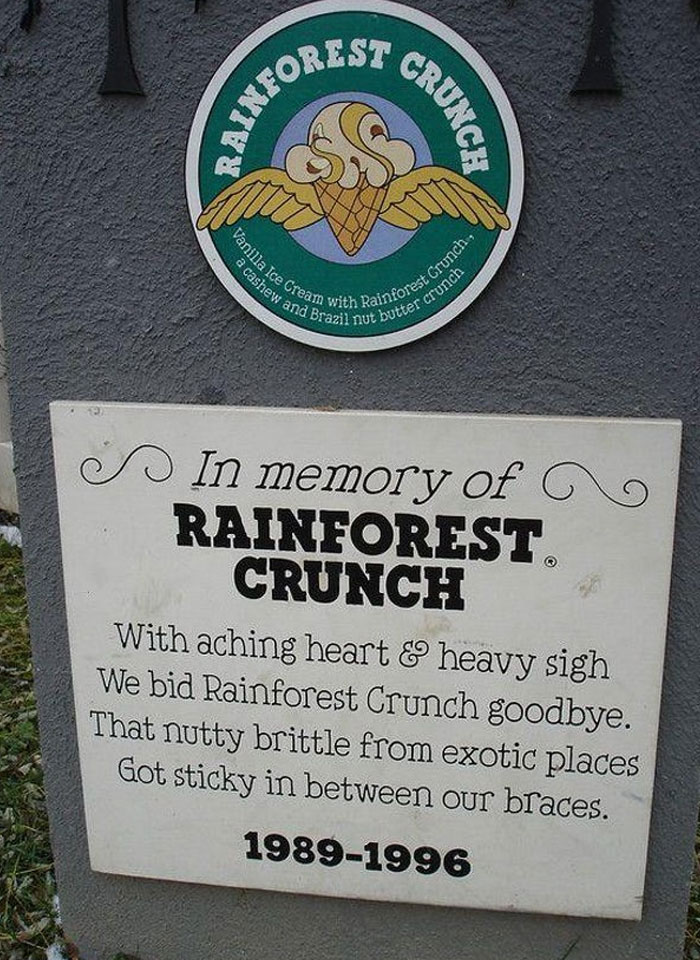 RAINFOREST CRUNCH
Vanilla Ice Cream with Rainforest Crunch,
a cashew and Brazil nut butter crunch
In memory of
RAINFOREST®
CRUNCH
With aching heart & heavy sigh
We bid Rainforest Crunch goodbye.
That nutty brittle from exotic places
Got sticky in between our braces.
1989-1996